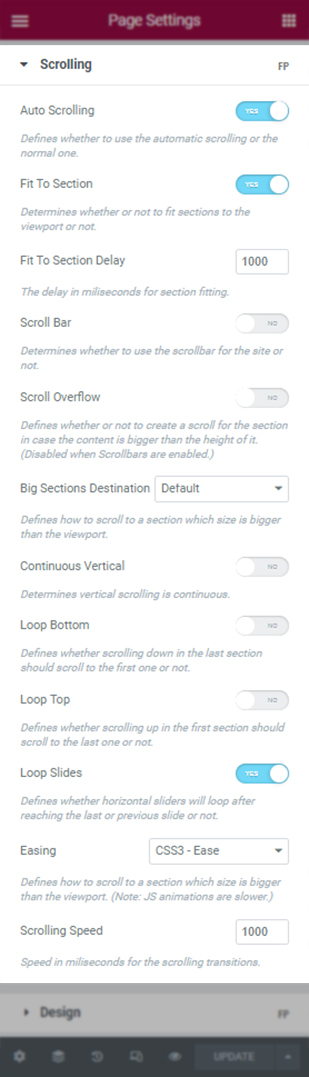 Page Settings
Scrolling FP
Auto Scrolling YES
Defines whether to use the automatic scrolling or the
normal one.
Fit To Section YES
Determines whether or not to fit sections to the
viewport or not.
Fit To Section Delay 1000
The delay in miliseconds for section fitting.
Scroll Bar NO
Determines whether to use the scrollbar for the site or
not.
Scroll Overflow NO
Defines whether or not to create a scroll for the section
in case the content is bigger than the height of it.
(Disabled when Scrollbars are enabled.)
Big Sections Destination Default
Defines how to scroll to a section which size is bigger
than the viewport.
Continuous Vertical NO
Determines vertical scrolling is continuous.
Loop Bottom NO
Defines whether scrolling down in the last section
should scroll to the first one or not.
Loop Top NO
Defines whether scrolling up in the first section should
scroll to the last one or not.
Loop Slides YES
Defines whether horizontal sliders will loop after
reaching the last or previous slide or not.
Easing CSS3 - Ease
Defines how to scroll to a section which size is bigger
than the viewport. (Note: JS animations are slower.)
Scrolling Speed 1000
Speed in miliseconds for the scrolling transitions.
Design FP
UPDATE